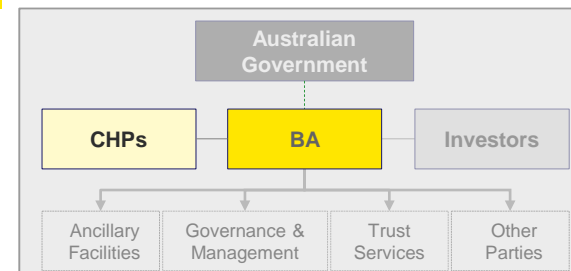 Australian
Government
CHPs
BA
Investors
Ancillary
Facilities
Governance &
Management
Trust
Services
Other
Parties